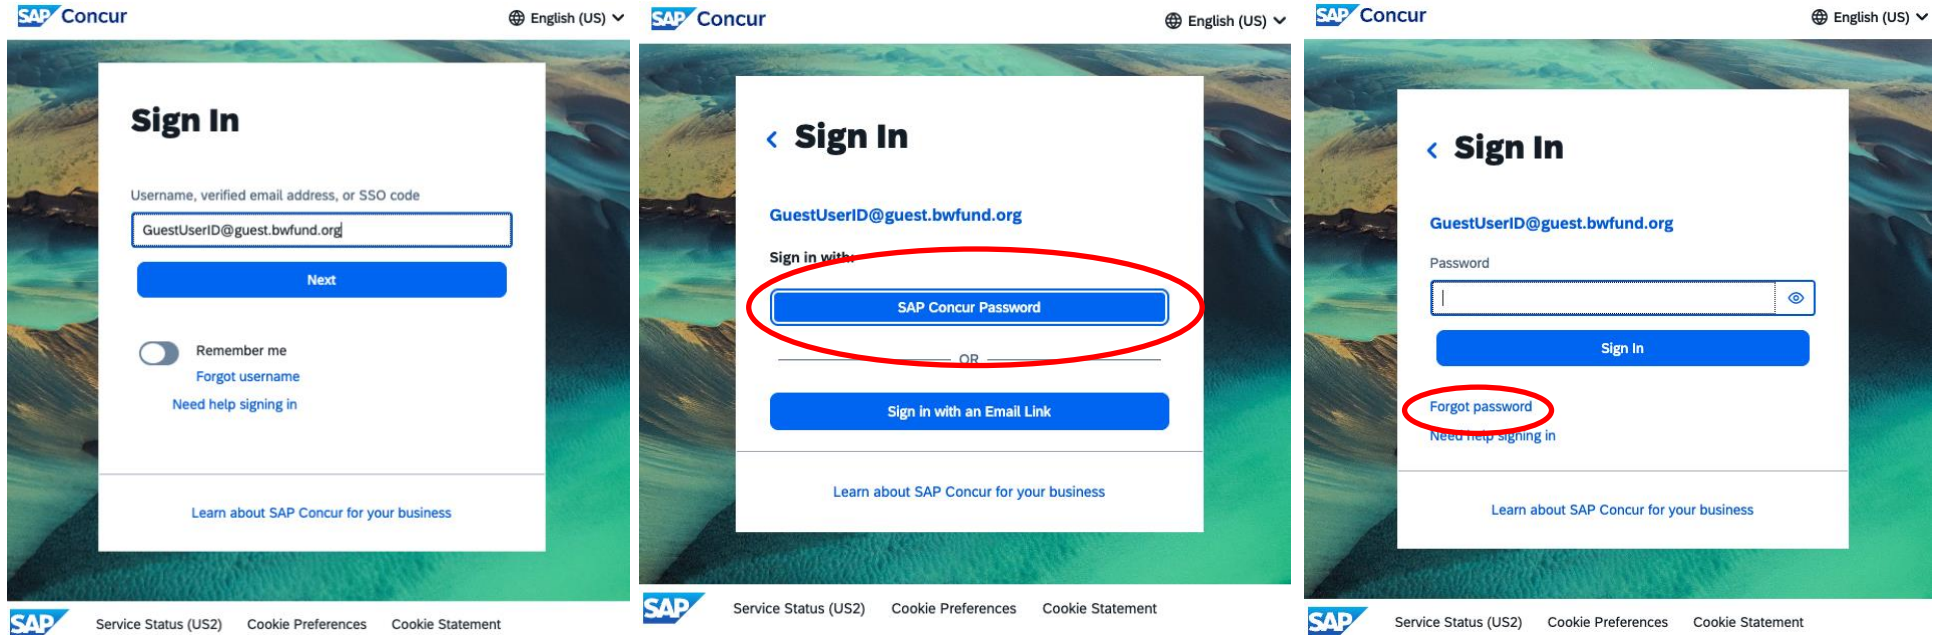 SAP Concur
English (US)
Sign In
Username, verified email address, or SSO code
GuestUserID@guest.bwfund.org
Next
Remember me
Forgot username
Need help signing in
Learn about SAP Concur for your business
SAP
Service Status (US2) Cookie Preferences Cookie Statement
SAP Concur
English (US)
Sign In
GuestUserID@guest.bwfund.org
Sign in with:
SAP Concur Password
OR
Sign in with an Email Link
Learn about SAP Concur for your business
SAP
Service Status (US2) Cookie Preferences Cookie Statement
SAP Concur
English (US)
Sign In
GuestUserID@guest.bwfund.org
Password
Sign In
Forgot password
Need help signing in
Learn about SAP Concur for your business
SAP
Service Status (US2) Cookie Preferences Cookie Statement